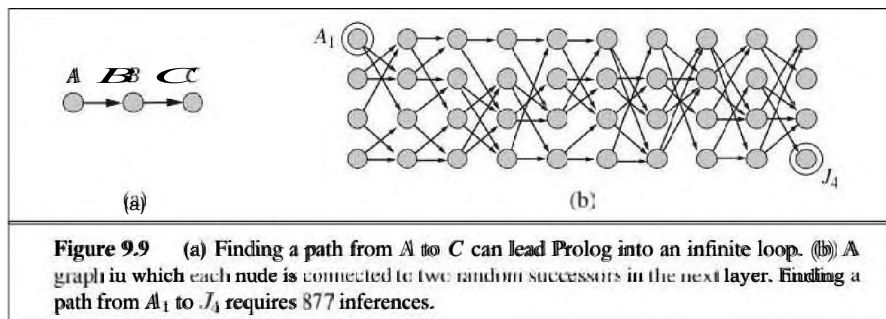 A₁
A B C
J₄
(a) (b)
Figure 9.9 (a) Finding a path from A to C can lead Prolog into an infinite loop. (b) A
graph in which each node is connected to two random successors in the next layer. Finding a
path from A₁ to J₄ requires 877 inferences.